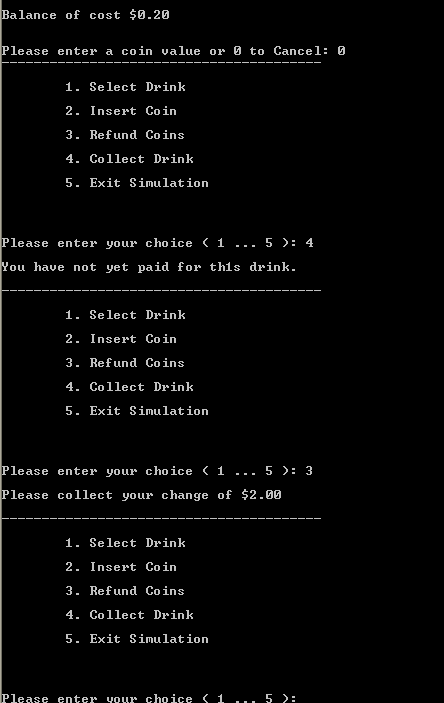 Balance of cost $0.20
Please enter a coin value or 0 to Cancel: 0
1. Select Drink
2. Insert Coin
3. Refund Coins
4. Collect Drink
5. Exit Simulation
Please enter your choice ( 1 ... 5 ): 4
You have not yet paid for this drink.
1. Select Drink
2. Insert Coin
3. Refund Coins
4. Collect Drink
5. Exit Simulation
Please enter your choice ( 1 ... 5 ): 3
Please collect your change of $2.00
1. Select Drink
2. Insert Coin
3. Refund Coins
4. Collect Drink
5. Exit Simulation
Please enter your choice ( 1 ... 5 ):